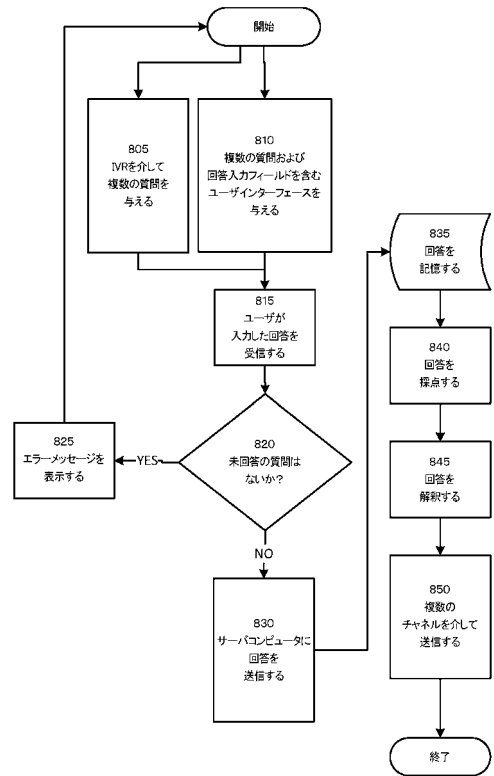 開始
805
IVRを介して
複数の質問を
与える
810
複数の質問および
回答入力フィールドを含む
ユーザインターフェースを
与える
815
ユーザが
入力した回答を
受信する
820
未回答の質問は
ないか?
YES
825
エラーメッセージを
表示する
NO
830
サーバコンピュータに
回答を
送信する
835
回答を
記憶する
840
回答を
採点する
845
回答を
解釈する
850
複数の
チャネルを介して
送信する
終了